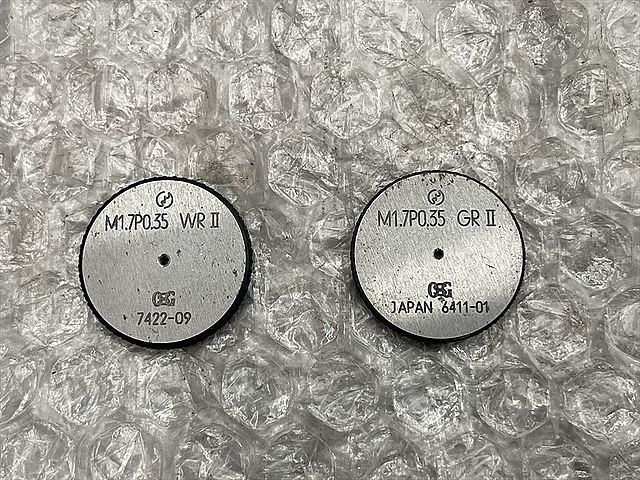 M1.7P0.35 WR II
OSG
7422-09
M1.7P0.35 GR II
OSG
JAPAN 6411-01